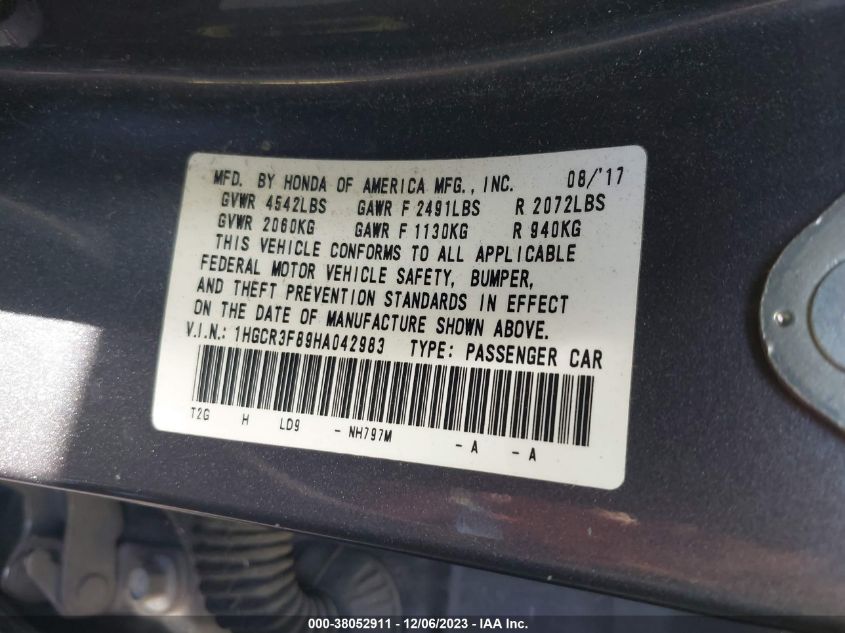 MFD. BY HONDA OF AMERICA MFG., INC. 08/'17
GVWR 4542LBS GAWR F 2491LBS R 2072LBS
GVWR 2060KG GAWR F 1130KG R 940KG
THIS VEHICLE CONFORMS TO ALL APPLICABLE
FEDERAL MOTOR VEHICLE SAFETY, BUMPER,
AND THEFT PREVENTION STANDARDS IN EFFECT
ON THE DATE OF MANUFACTURE SHOWN ABOVE.
V.I.N.: 1HGCR3F89HA042983 TYPE: PASSENGER CAR
T2G H LD9 - NH797M - A - A
000-38052911 - 12/06/2023 - IAA Inc.